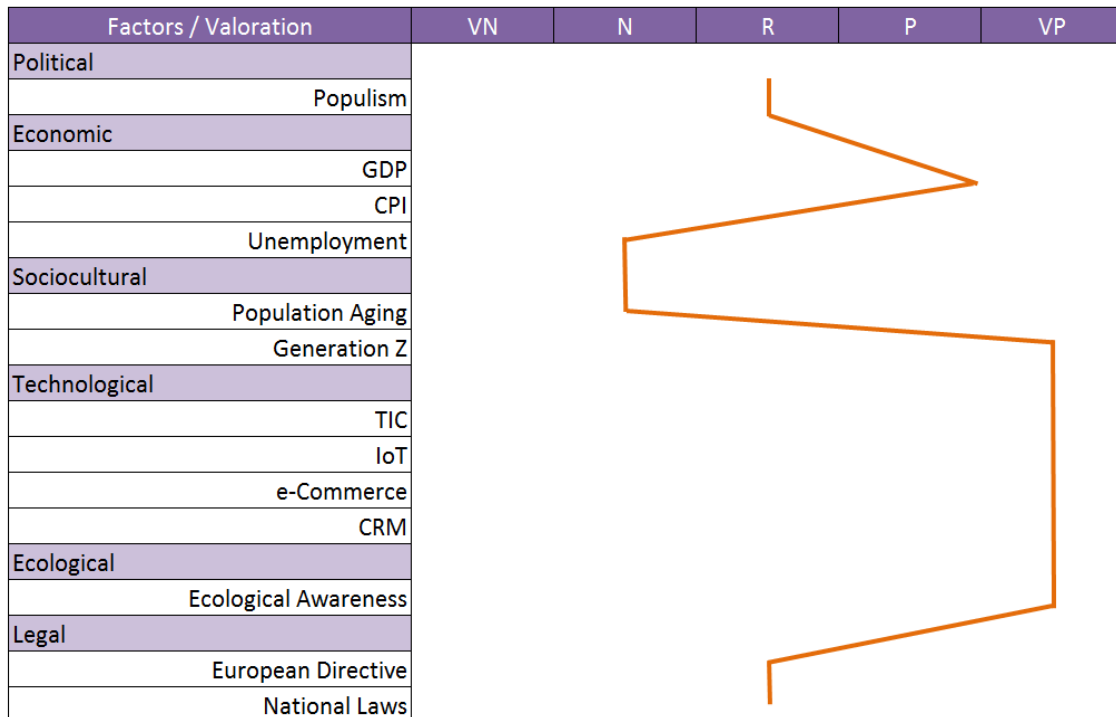 Factors / Valoration VN N R P VP
Political
Populism
Economic
GDP
CPI
Unemployment
Sociocultural
Population Aging
Generation Z
Technological
TIC
IoT
e-Commerce
CRM
Ecological
Ecological Awareness
Legal
European Directive
National Laws